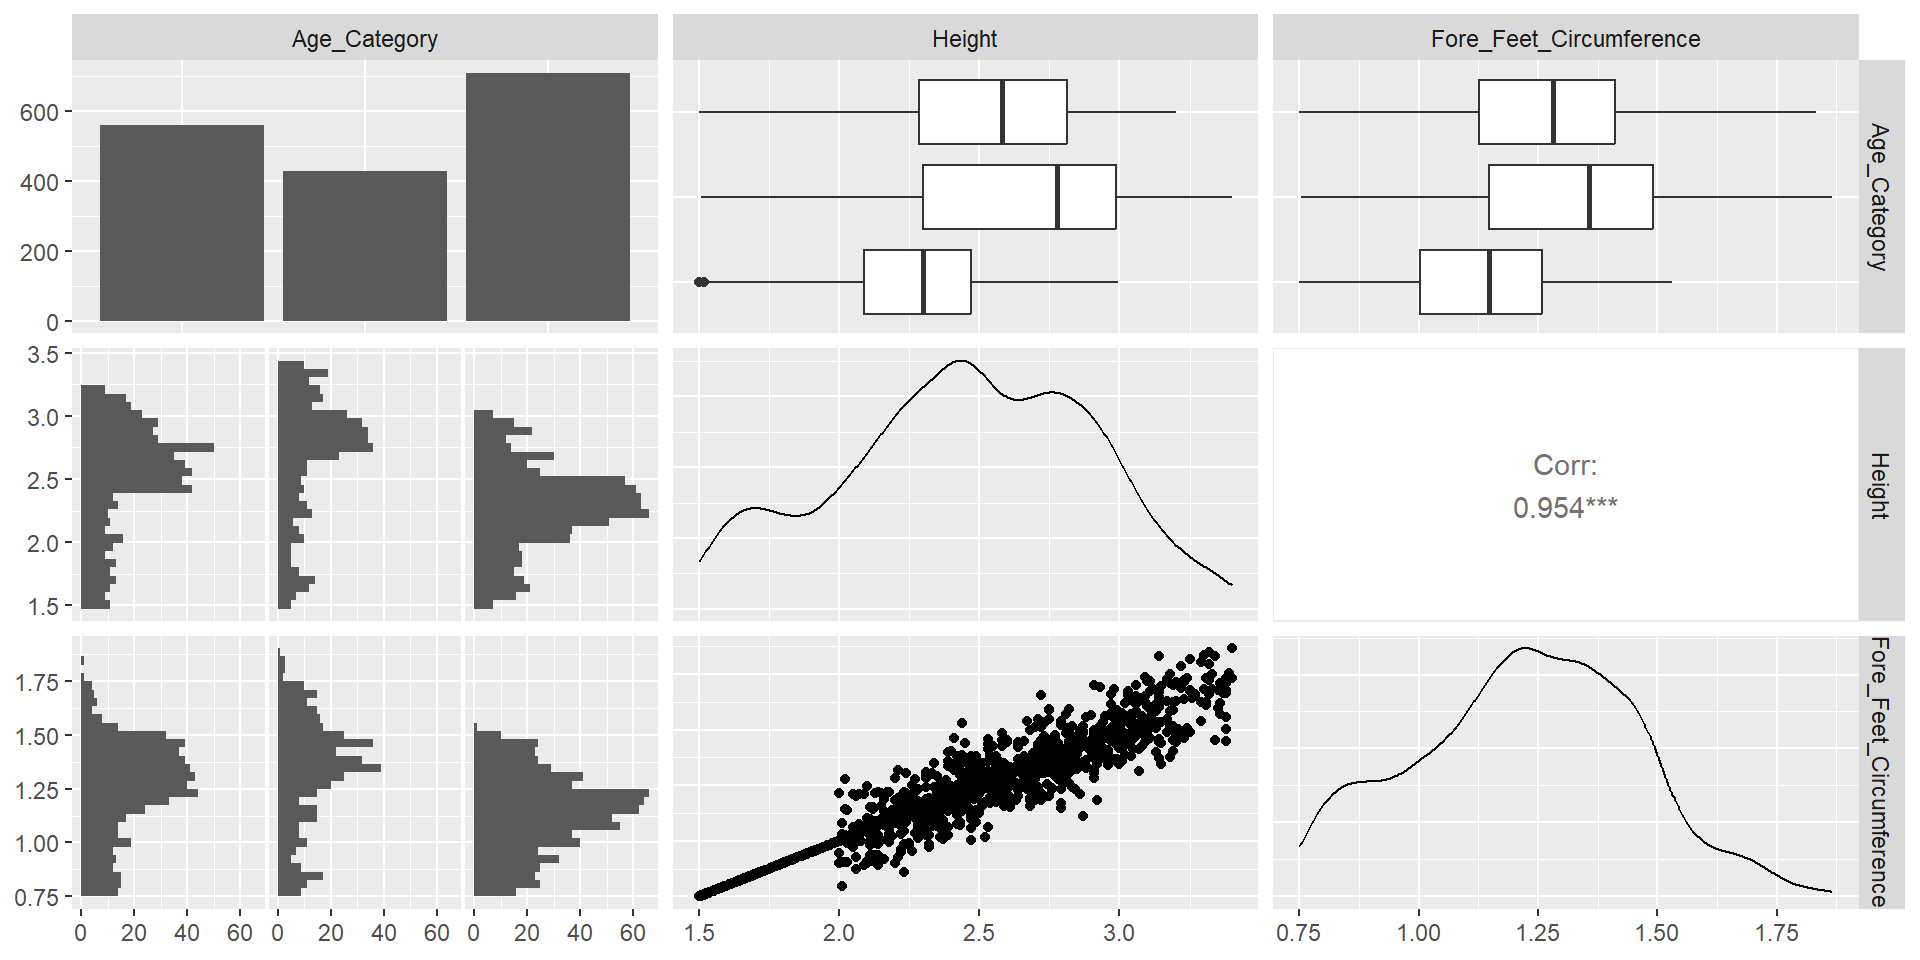 Age_Category
Height
Fore_Feet_Circumference
600
400
200
0
Age_Category
3.5
3.0
2.5
2.0
1.5
Corr:
0.954***
Height
1.75
1.50
1.25
1.00
0.75
Fore_Feet_Circumference
0 20 40 60 0 20 40 60 0 20 40 60
1.5 2.0 2.5 3.0
0.75 1.00 1.25 1.50 1.75